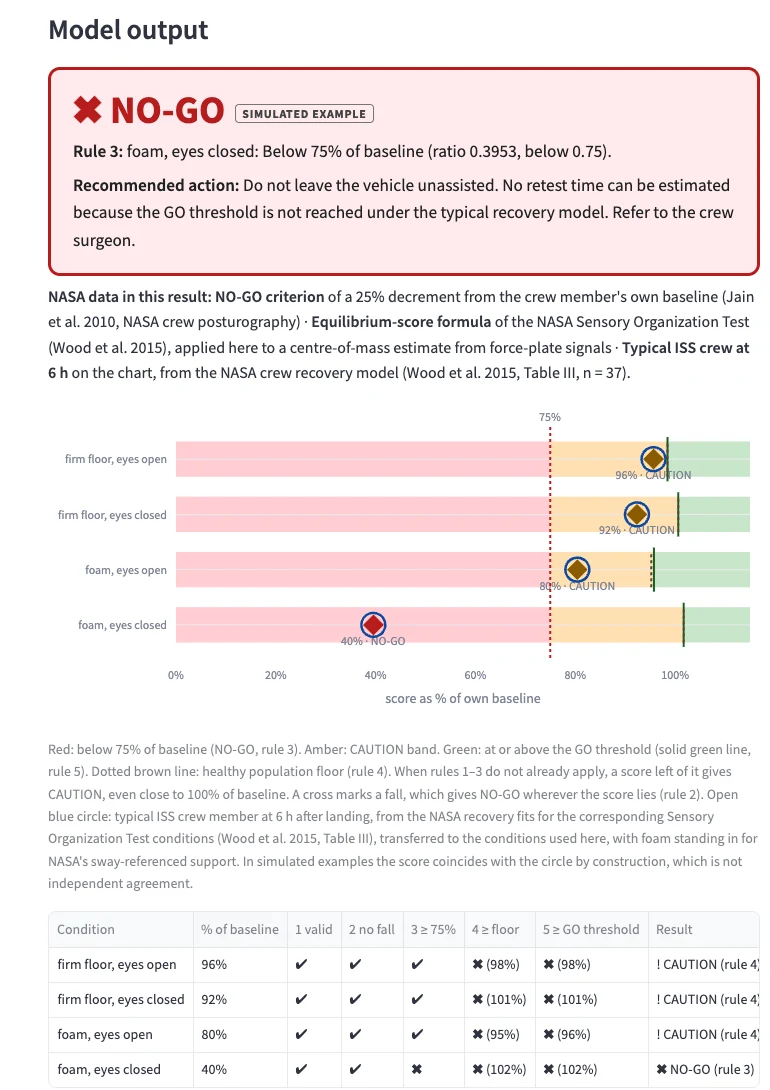 Model output
✖ NO-GO SIMULATED EXAMPLE
Rule 3: foam, eyes closed: Below 75% of baseline (ratio 0.3953, below 0.75).
Recommended action: Do not leave the vehicle unassisted. No retest time can be estimated
because the GO threshold is not reached under the typical recovery model. Refer to the crew
surgeon.
NASA data in this result: NO-GO criterion of a 25% decrement from the crew member's own baseline (Jain
et al. 2010, NASA crew posturography) · Equilibrium-score formula of the NASA Sensory Organization Test
(Wood et al. 2015), applied here to a centre-of-mass estimate from force-plate signals · Typical ISS crew at
6 h on the chart, from the NASA crew recovery model (Wood et al. 2015, Table III, n = 37).
75%
firm floor, eyes open
96% · CAUTION
firm floor, eyes closed
92% · CAUTION
foam, eyes open
80% · CAUTION
foam, eyes closed
40% · NO-GO
0% 20% 40% 60% 80% 100%
score as % of own baseline
Red: below 75% of baseline (NO-GO, rule 3). Amber: CAUTION band. Green: at or above the GO threshold (solid green line,
rule 5). Dotted brown line: healthy population floor (rule 4). When rules 1–3 do not already apply, a score left of it gives
CAUTION, even close to 100% of baseline. A cross marks a fall, which gives NO-GO wherever the score lies (rule 2). Open
blue circle: typical ISS crew member at 6 h after landing, from the NASA recovery fits for the corresponding Sensory
Organization Test conditions (Wood et al. 2015, Table III), transferred to the conditions used here, with foam standing in for
NASA's sway-referenced support. In simulated examples the score coincides with the circle by construction, which is not
independent agreement.
Condition % of baseline 1 valid 2 no fall 3 ≥ 75% 4 ≥ floor 5 ≥ GO threshold Result
firm floor, eyes open 96% ✔ ✔ ✔ ✖ (98%) ✖ (98%) ! CAUTION (rule 4)
firm floor, eyes closed 92% ✔ ✔ ✔ ✖ (101%) ✖ (101%) ! CAUTION (rule 4)
foam, eyes open 80% ✔ ✔ ✔ ✖ (95%) ✖ (96%) ! CAUTION (rule 4)
foam, eyes closed 40% ✔ ✔ ✖ ✖ (102%) ✖ (102%) ✖ NO-GO (rule 3)